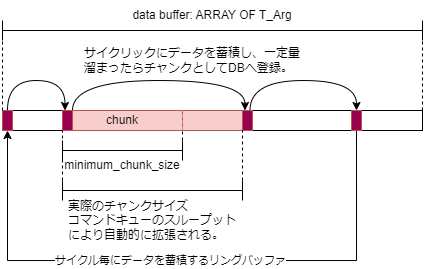 data buffer: ARRAY OF T_Arg
サイクリックにデータを蓄積し、一定量
溜まったらチャンクとしてDBへ登録。
chunk
minimum_chunk_size
実際のチャンクサイズ
コマンドキューのスループット
により自動的に拡張される。
サイクル毎にデータを蓄積するリングバッファ